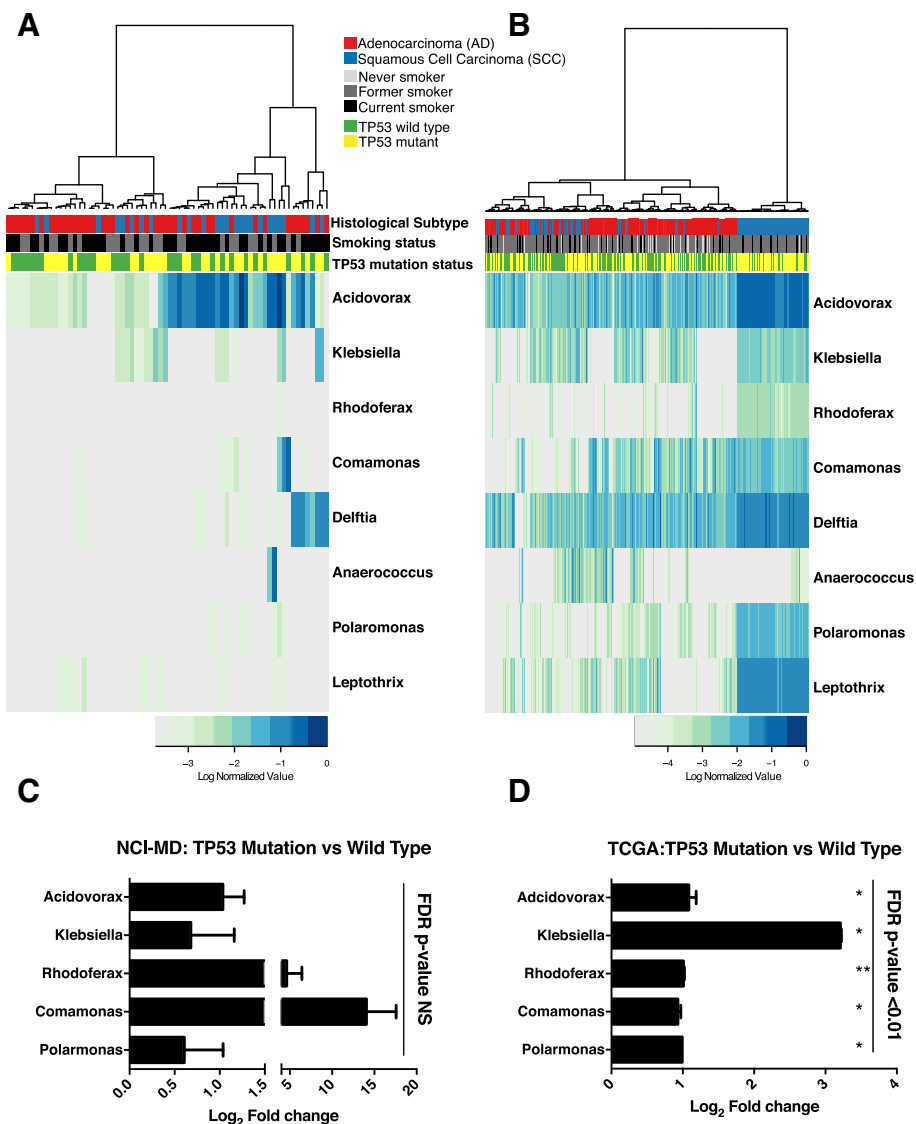 A
B
Adenocarcinoma (AD)
Squamous Cell Carcinoma (SCC)
Never smoker
Former smoker
Current smoker
TP53 wild type
TP53 mutant
Histological Subtype
Smoking status
TP53 mutation status
Acidovorax
Klebsiella
Rhodoferax
Comamonas
Delftia
Anaerococcus
Polaromonas
Leptothrix
−3 −2 −1 0
Log Normalized Value
Acidovorax
Klebsiella
Rhodoferax
Comamonas
Delftia
Anaerococcus
Polaromonas
Leptothrix
−4 −3 −2 −1 0
Log Normalized Value
C
NCI-MD: TP53 Mutation vs Wild Type
Acidovorax
Klebsiella
Rhodoferax
Comamonas
Polarmonas
FDR p-value NS
0.0 0.5 1.0 1.5 5 10 15 20
Log2 Fold change
D
TCGA:TP53 Mutation vs Wild Type
Adcidovorax *
Klebsiella *
Rhodoferax **
Comamonas *
Polarmonas *
FDR p-value <0.01
0 1 2 3 4
Log2 Fold change